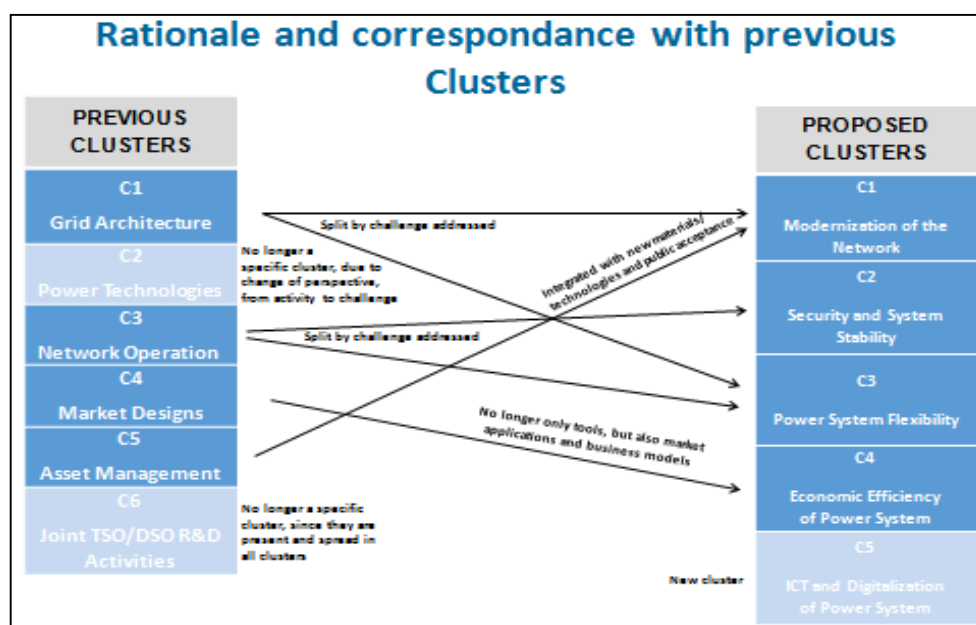 Rationale and correspondance with previous
Clusters
PREVIOUS
CLUSTERS
C1
Grid Architecture
C2
Power Technologies
C3
Network Operation
C4
Market Designs
C5
Asset Management
C6
Joint TSO/DSO R&D
Activities
Split by challenge addressed
No longer a
specific cluster, due to
change of perspective,
from activity to challenge
Split by challenge addressed
Integrated with new materials/
technologies and public acceptance
No longer only tools, but also market
applications and business models
No longer a specific
cluster, since they are
present and spread in
all clusters
New cluster
PROPOSED
CLUSTERS
C1
Modernization of the
Network
C2
Security and System
Stability
C3
Power System Flexibility
C4
Economic Efficiency
of Power System
C5
ICT and Digitalization
of Power System